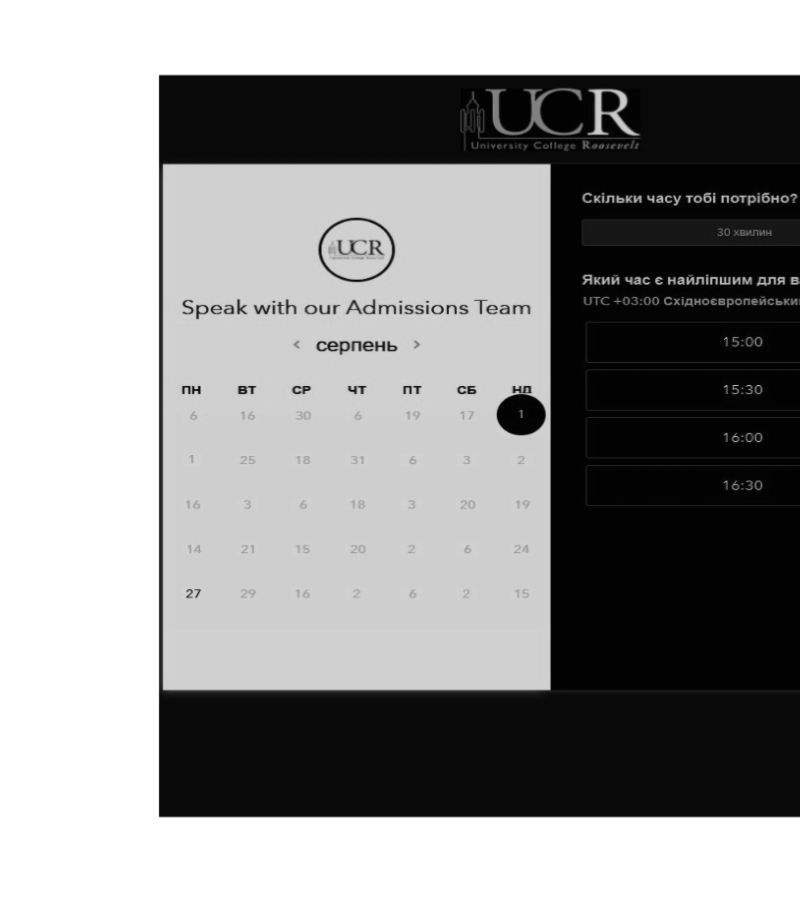 UCR
University College Roosevelt
Скільки часу тобі потрібно?
30 хвилин
UCR
Який час є найліпшим для
UTC +03:00
Speak with our Admissions Team
15:00
< серпень >
ПН ВТ СР ЧТ ПТ СБ НД
15:30
6 16 30 6 19 17 1
16:00
1 25 18 31 6 3 2
16:30
16 3 6 18 3 20 19
14 21 15 20 2 6 24
27 29 16 2 6 2 15